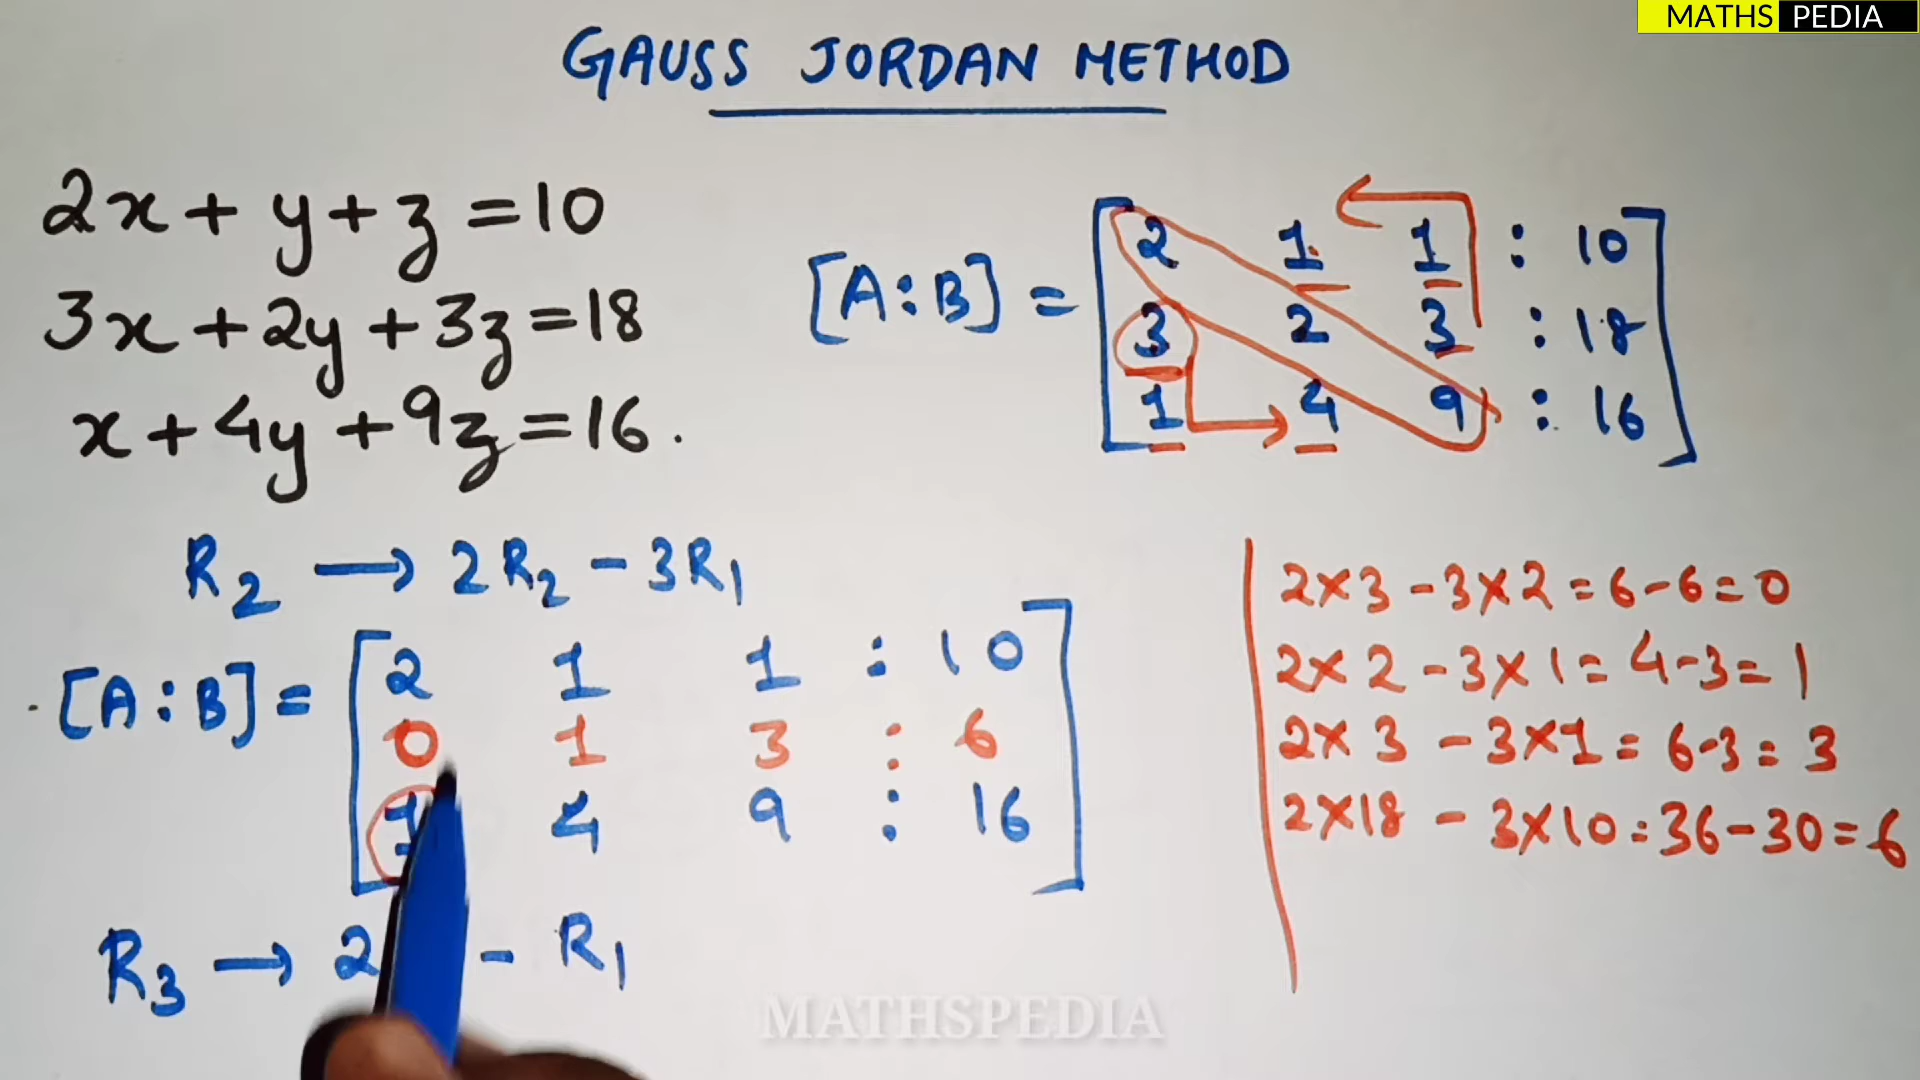 MATHS PEDIA
GAUSS JORDAN METHOD
2x + y + z = 10
3x + 2y + 3z = 18
x + 4y + 9z = 16.
[A:B] =
2 1 1 : 10
3 2 3 : 18
1 4 9 : 16
R2 → 2R2 - 3R1
[A:B] =
2 1 1 : 10
0 1 3 : 6
1 4 9 : 16
R3 → 2 - R1
2×3 - 3×2 = 6-6 = 0
2×2 - 3×1 = 4-3 = 1
2×3 - 3×1 = 6-3 = 3
2×18 - 3×10 = 36-30 = 6
MATHSPEDIA